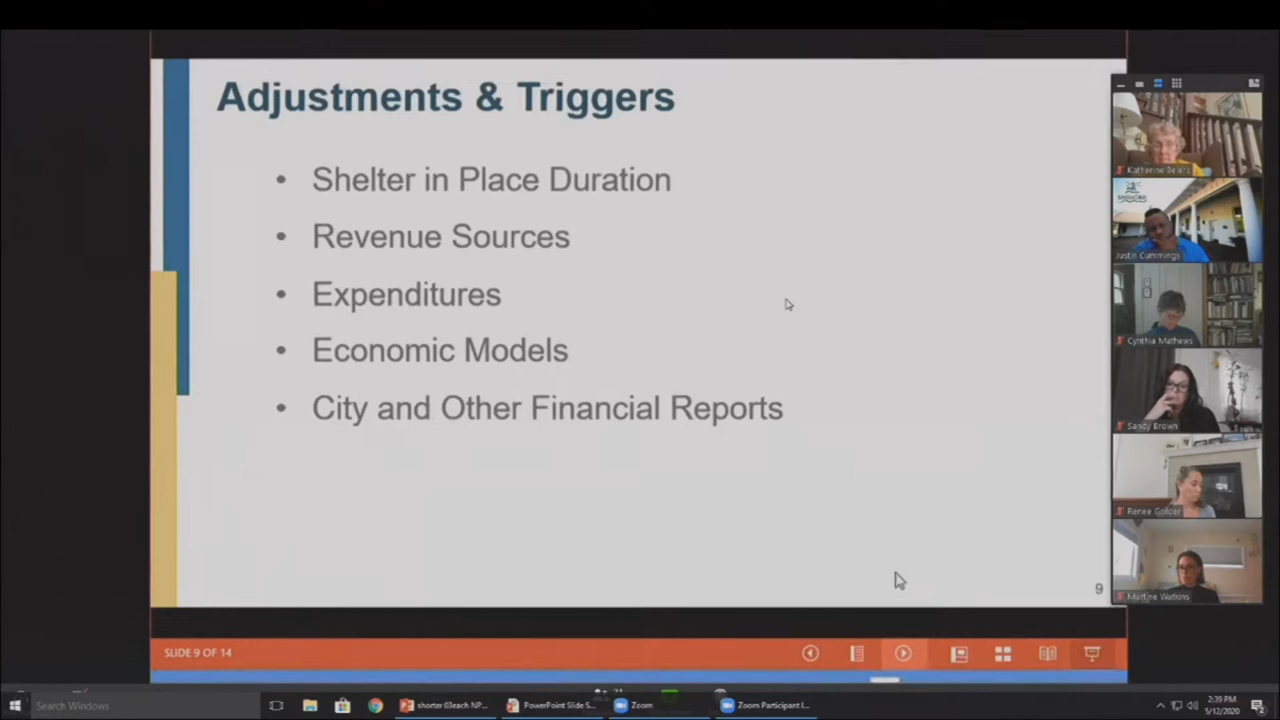 Adjustments & Triggers
• Shelter in Place Duration
• Revenue Sources
• Expenditures
• Economic Models
• City and Other Financial Reports
9
Katherine Beiers
Justin Cummings
Cynthia Mathews
Sandy Brown
Renee Golder
Martine Watkins
SLIDE 9 OF 14
Search Windows
shorter 03each NP...
PowerPoint Slide S...
Zoom
Zoom Participant I...
2:39 PM
5/12/2020